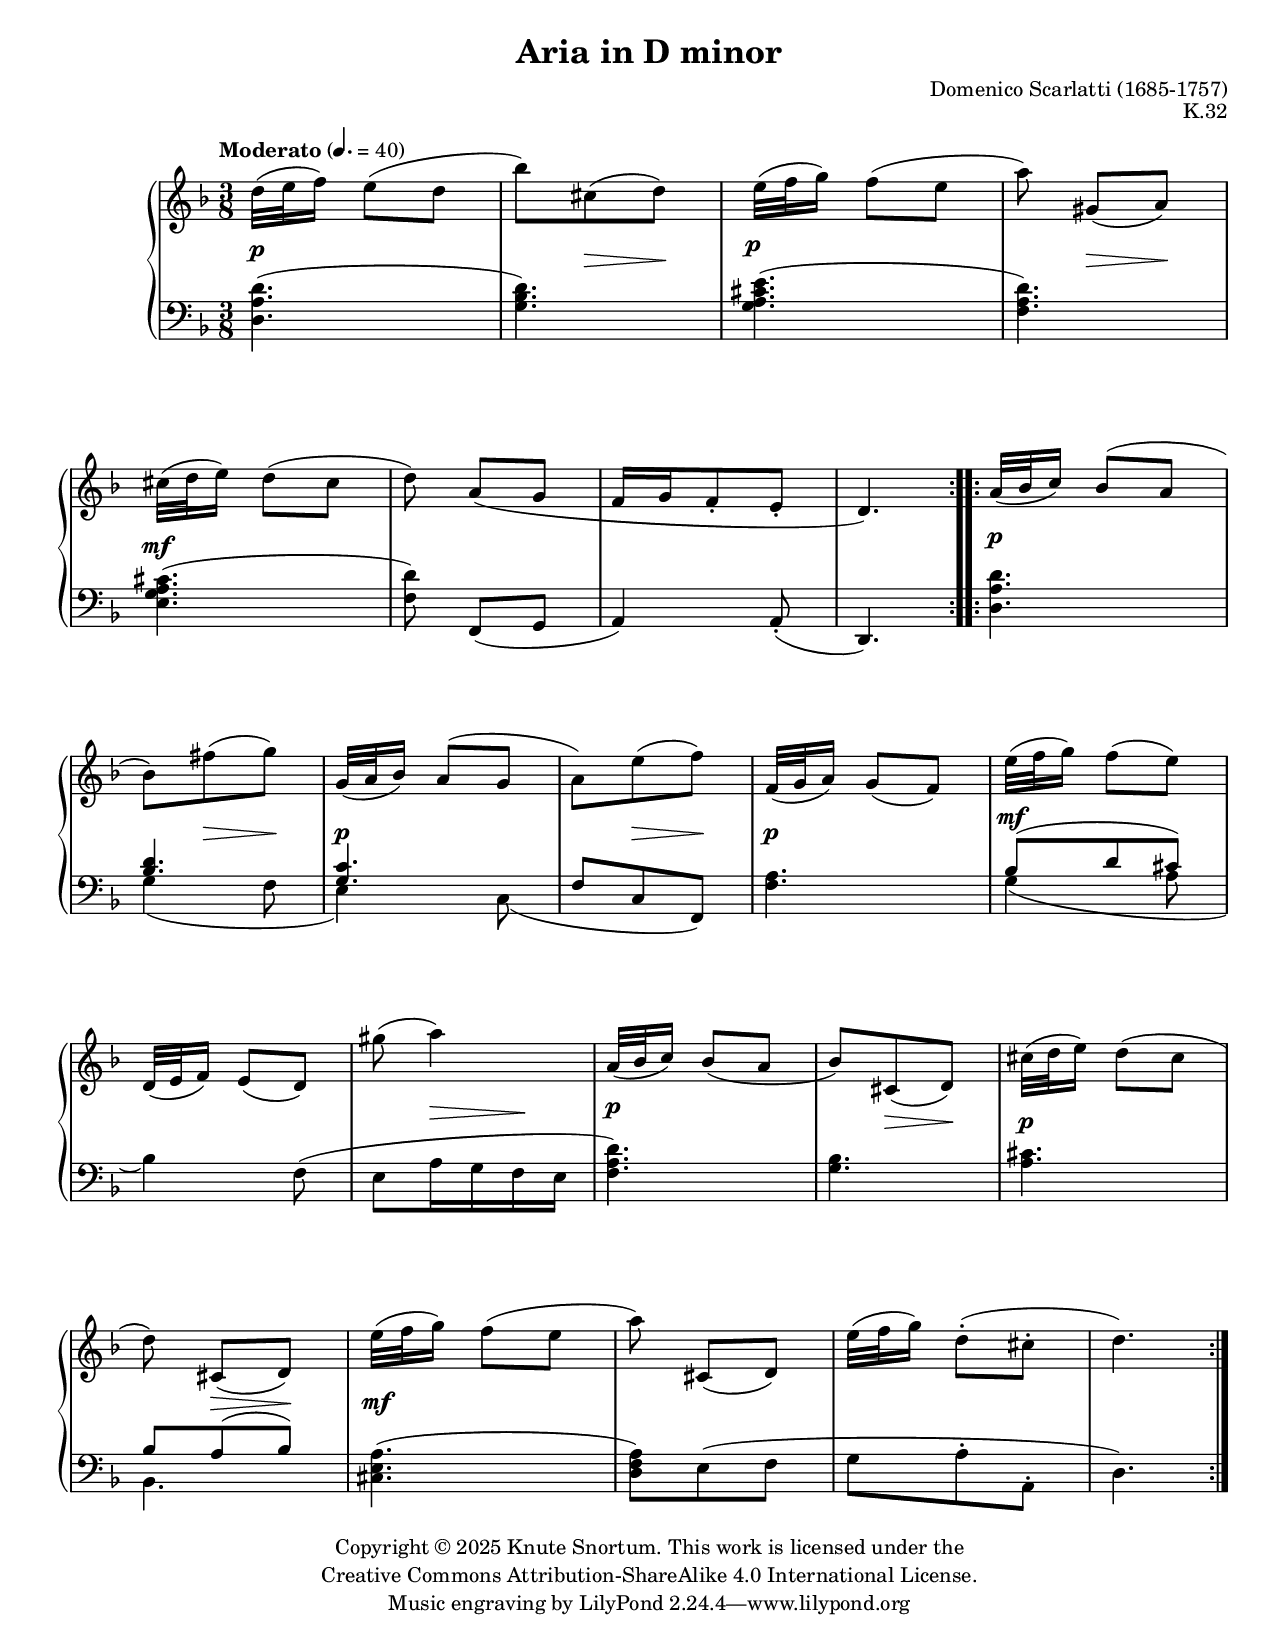 Aria in D minor
Domenico Scarlatti (1685-1757)
K.32
Moderato (♩. = 40)
3 8
p p
3 8
mf p
p p mf
p p
mf
Copyright © 2025 Knute Snortum. This work is licensed under the
Creative Commons Attribution-ShareAlike 4.0 International License.
Music engraving by LilyPond 2.24.4—www.lilypond.org